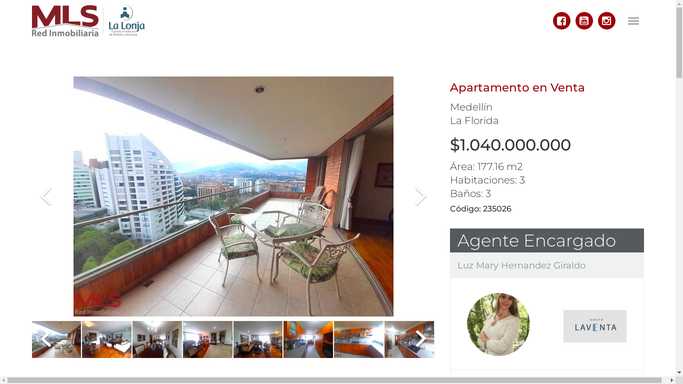 MLS
Red Inmobiliaria
La Lonja
Apartamento en Venta
Medellín
La Florida
$1.040.000.000
Área: 177.16 m2
Habitaciones: 3
Baños: 3
Código: 235026
Agente Encargado
Luz Mary Hernandez Giraldo
MLS
LAVENTA